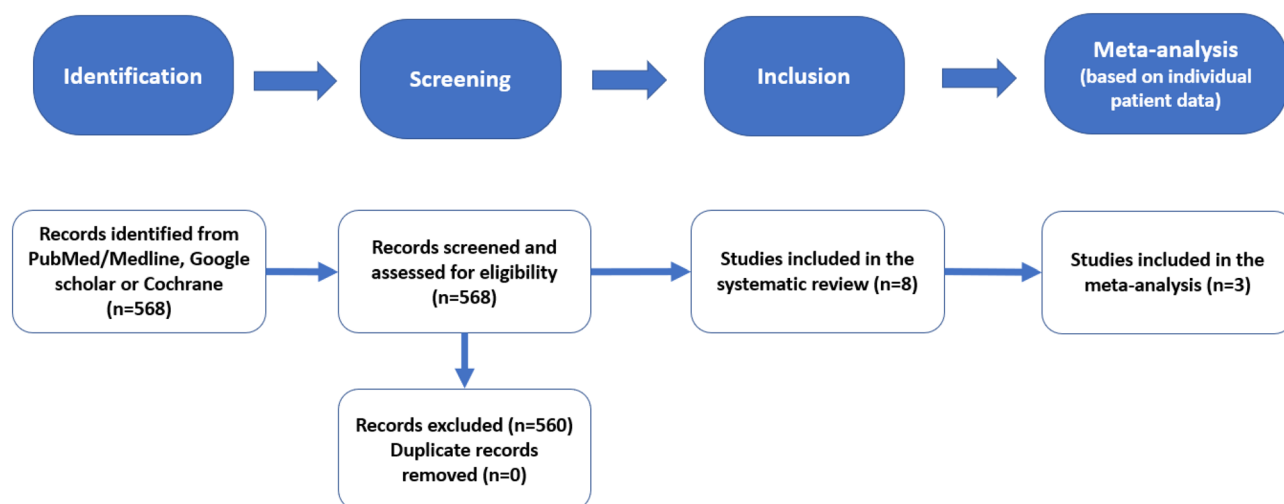 Identification
Screening
Inclusion
Meta-analysis
(based on individual
patient data)
Records identified from
PubMed/Medline, Google
scholar or Cochrane
(n=568)
Records screened and
assessed for eligibility
(n=568)
Studies included in the
systematic review (n=8)
Studies included in the
meta-analysis (n=3)
Records excluded (n=560)
Duplicate records
removed (n=0)